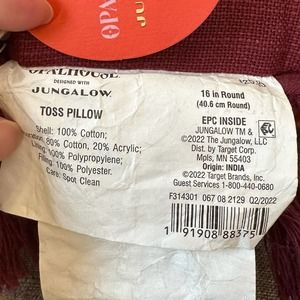 OPAL
JU
OPALHOUSE
DESIGNED WITH
JUNGALOW
TOSS PILLOW
Shell: 100% Cotton;
80% Cotton, 20% Acrylic;
Lining: 100% Polypropylene;
Filling: 100% Polyester.
Care: Spot Clean
16 in Round
(40.6 cm Round)
EPC INSIDE
JUNGALOW TM &
©2022 The Jungalow, LLC
Dist. by Target Corp.
Mpls, MN 55403
Origin: INDIA
©2022 Target Brands, Inc.
Guest Services 1-800-440-0680
F314301 067 08 2129 02/2022
1 91908 88375